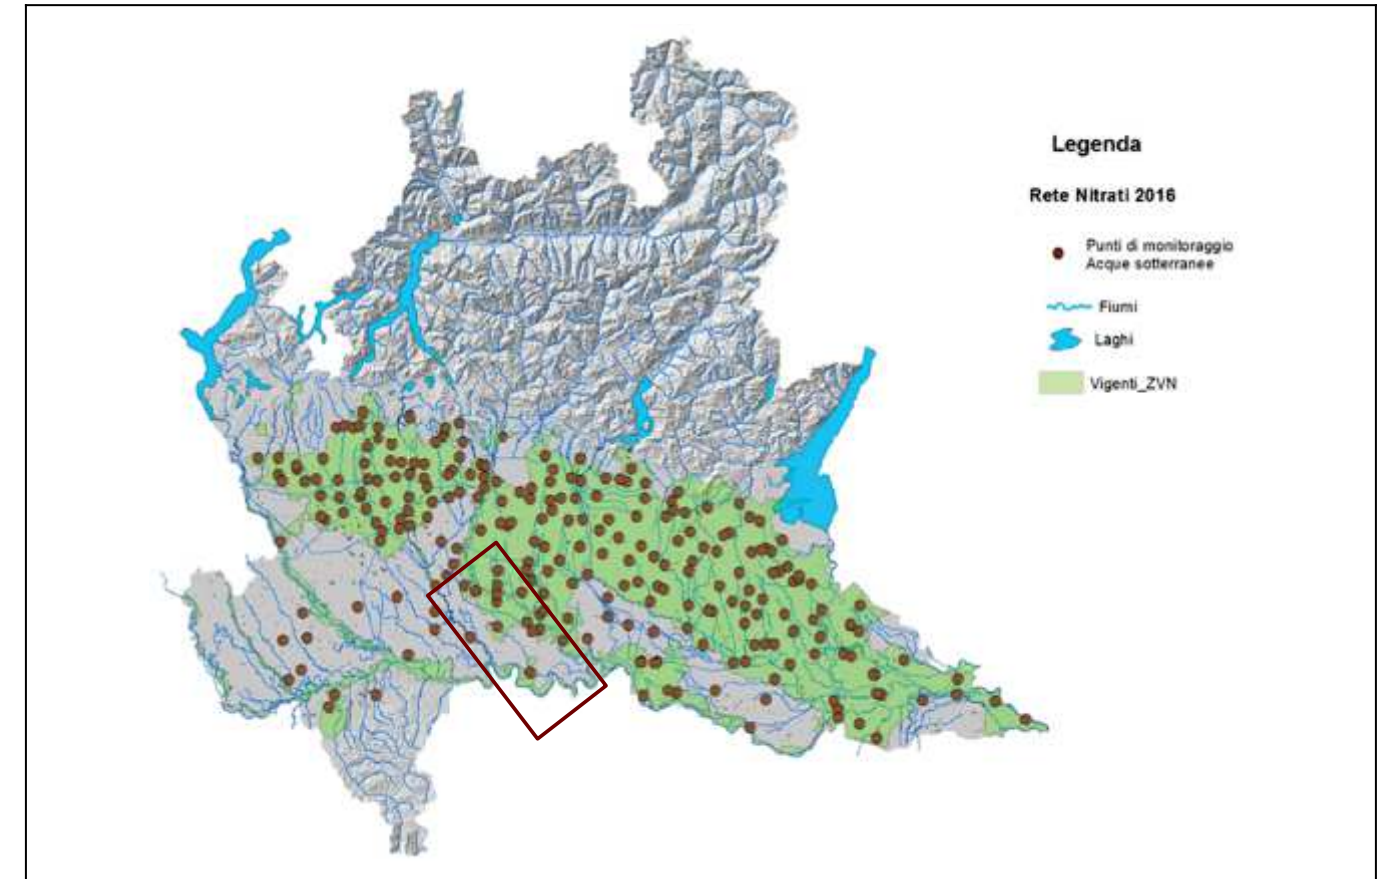 Legenda
Rete Nitrati 2016
Punti di monitoraggio
Acque sotterranee
Fiumi
Laghi
Vigenti_ZVN